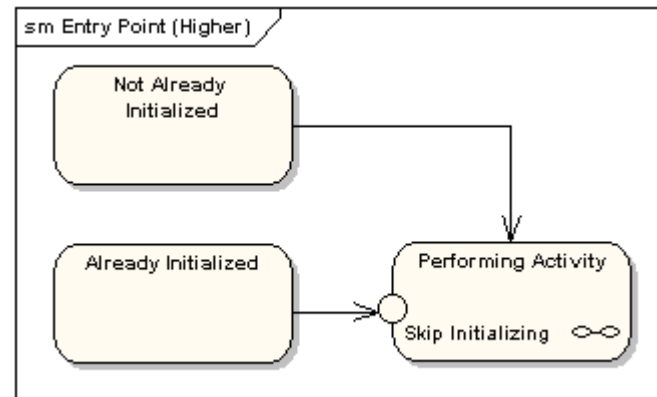 sm Entry Point (Higher)
Not Already
Initialized
Already Initialized
Performing Activity
Skip Initializing